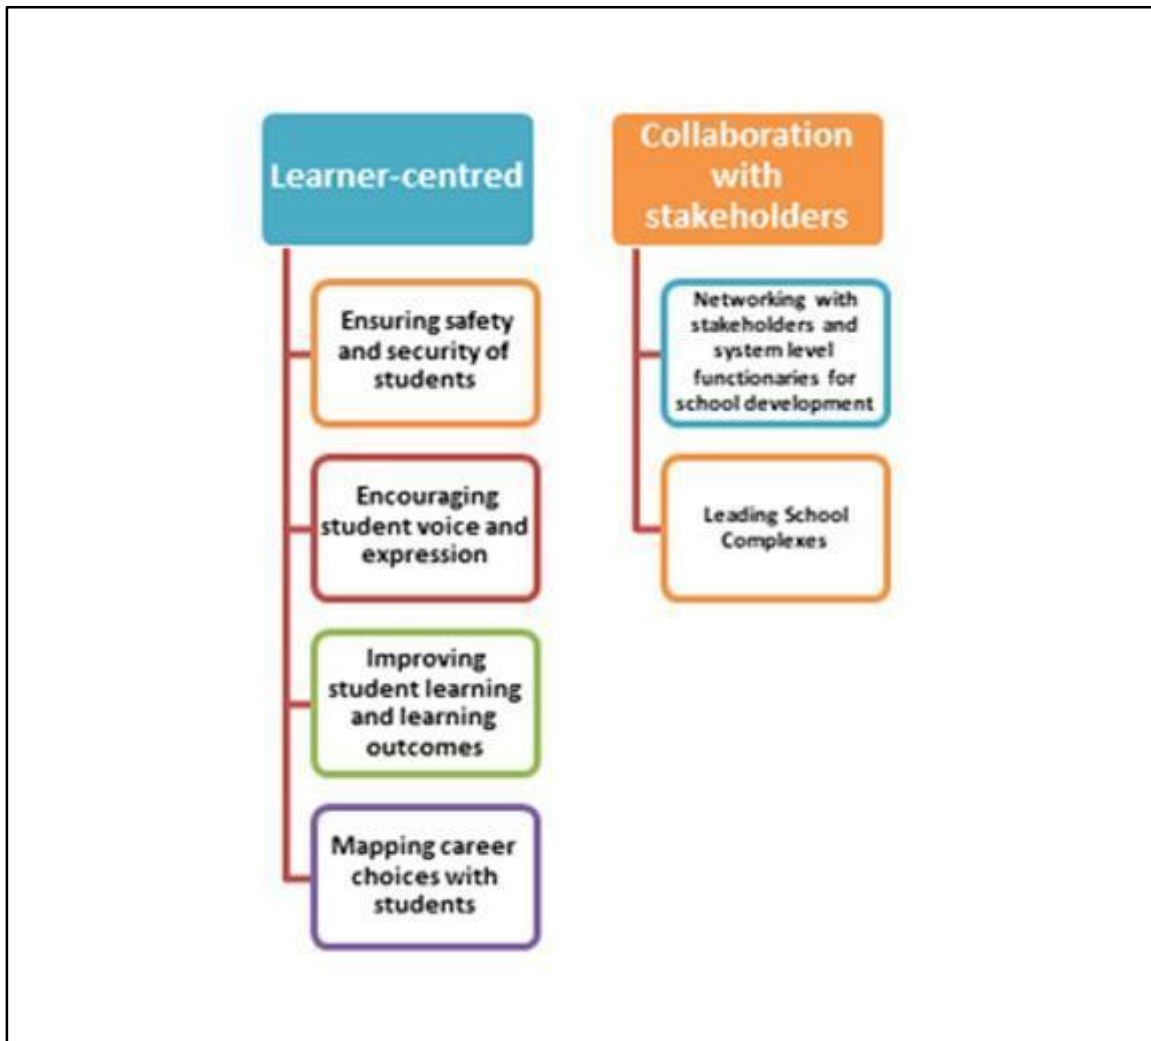 Learner-centred
Ensuring safety
and security of
students
Encouraging
student voice and
expression
Improving
student learning
and learning
outcomes
Mapping career
choices with
students
Collaboration
with
stakeholders
Networking with
stakeholders and
system level
functionaries for
school development
Leading School
Complexes